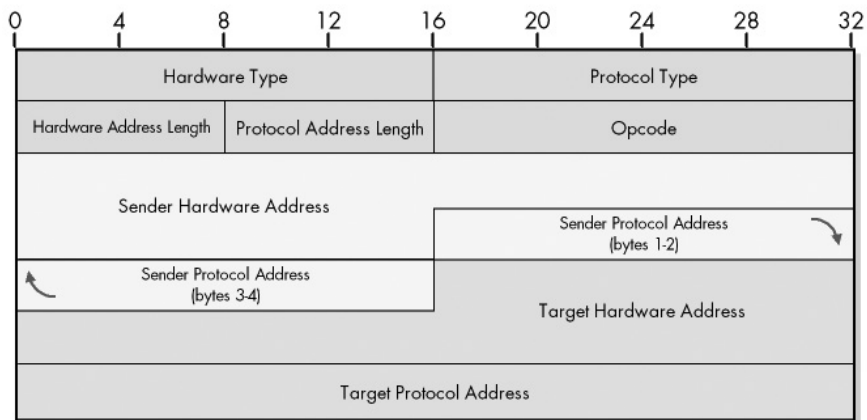 0 4 8 12 16 20 24 28 32
Hardware Type Protocol Type
Hardware Address Length Protocol Address Length Opcode
Sender Hardware Address
Sender Protocol Address
(bytes 1-2)
Sender Protocol Address
(bytes 3-4)
Target Hardware Address
Target Protocol Address